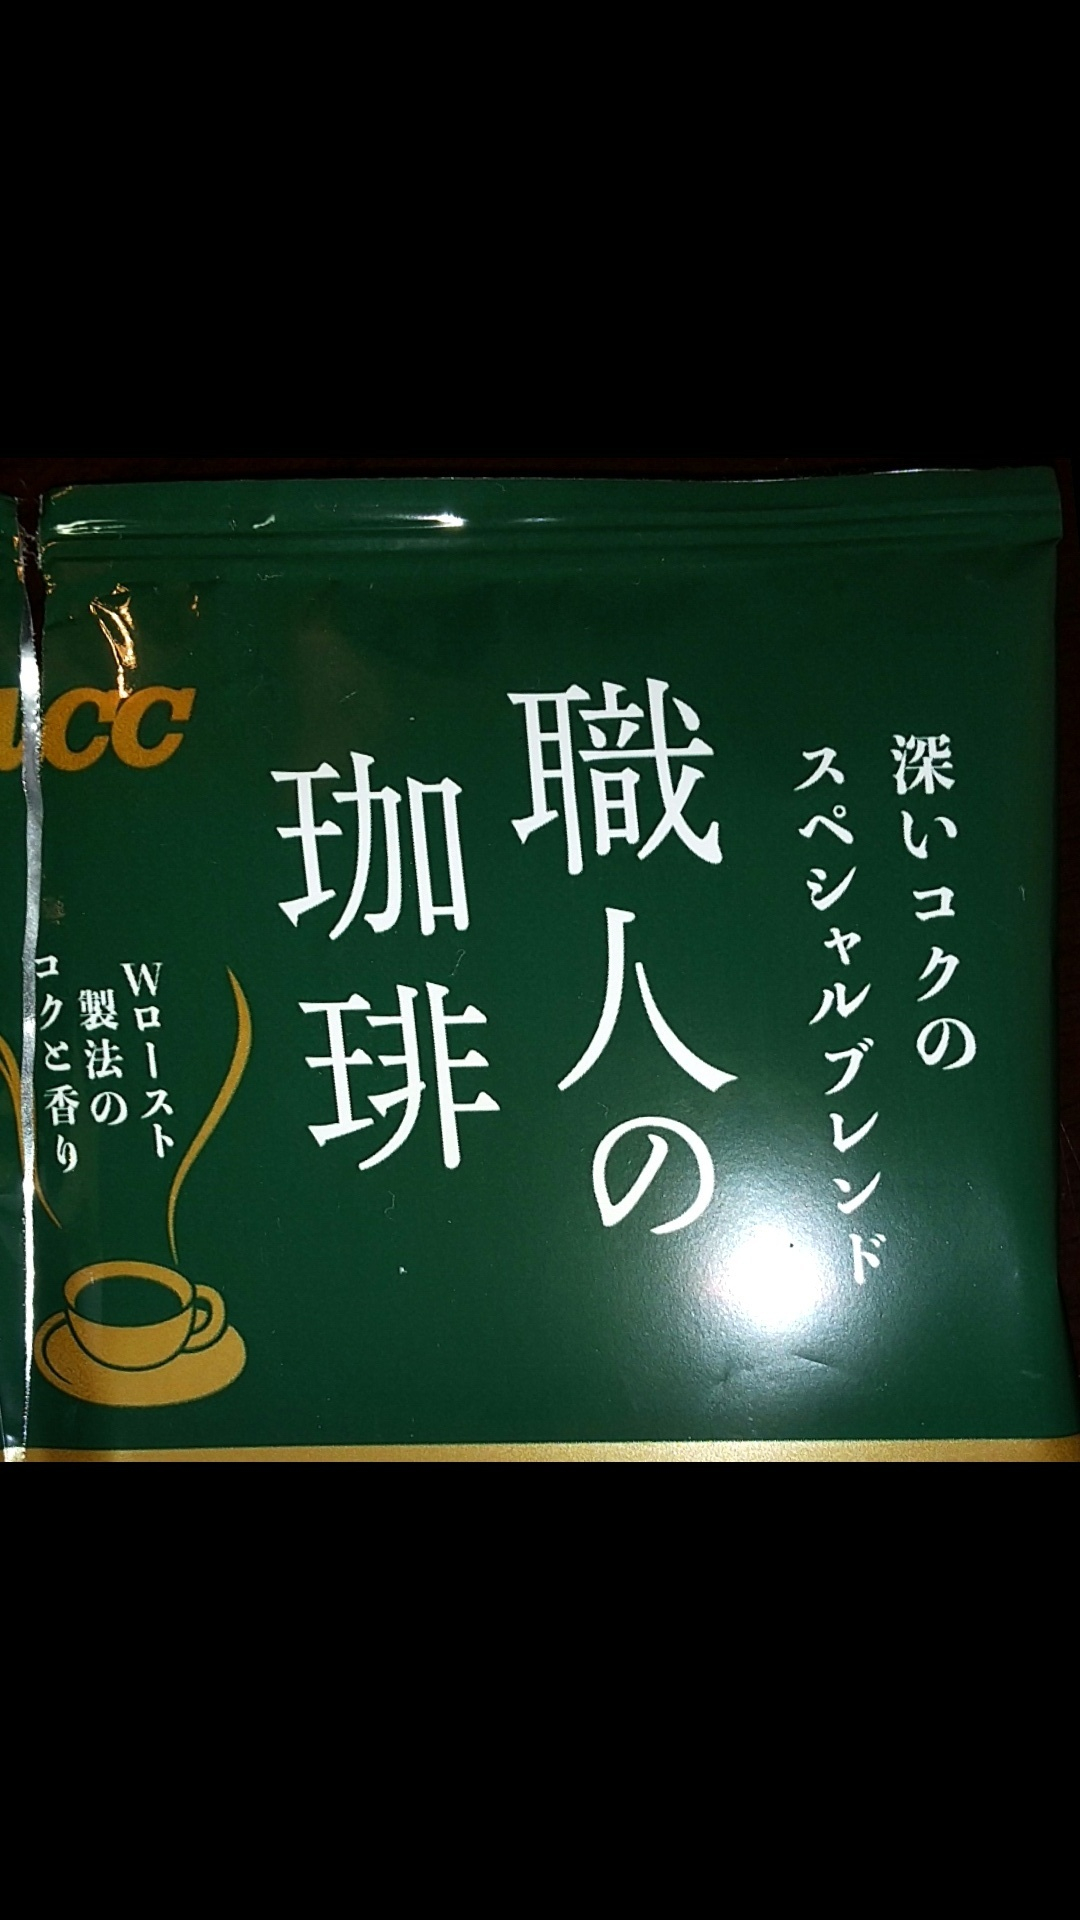 深いコクの
スペシャルブレンド
職人の
珈琲
ucc
Wロースト
製法の
コクと香り